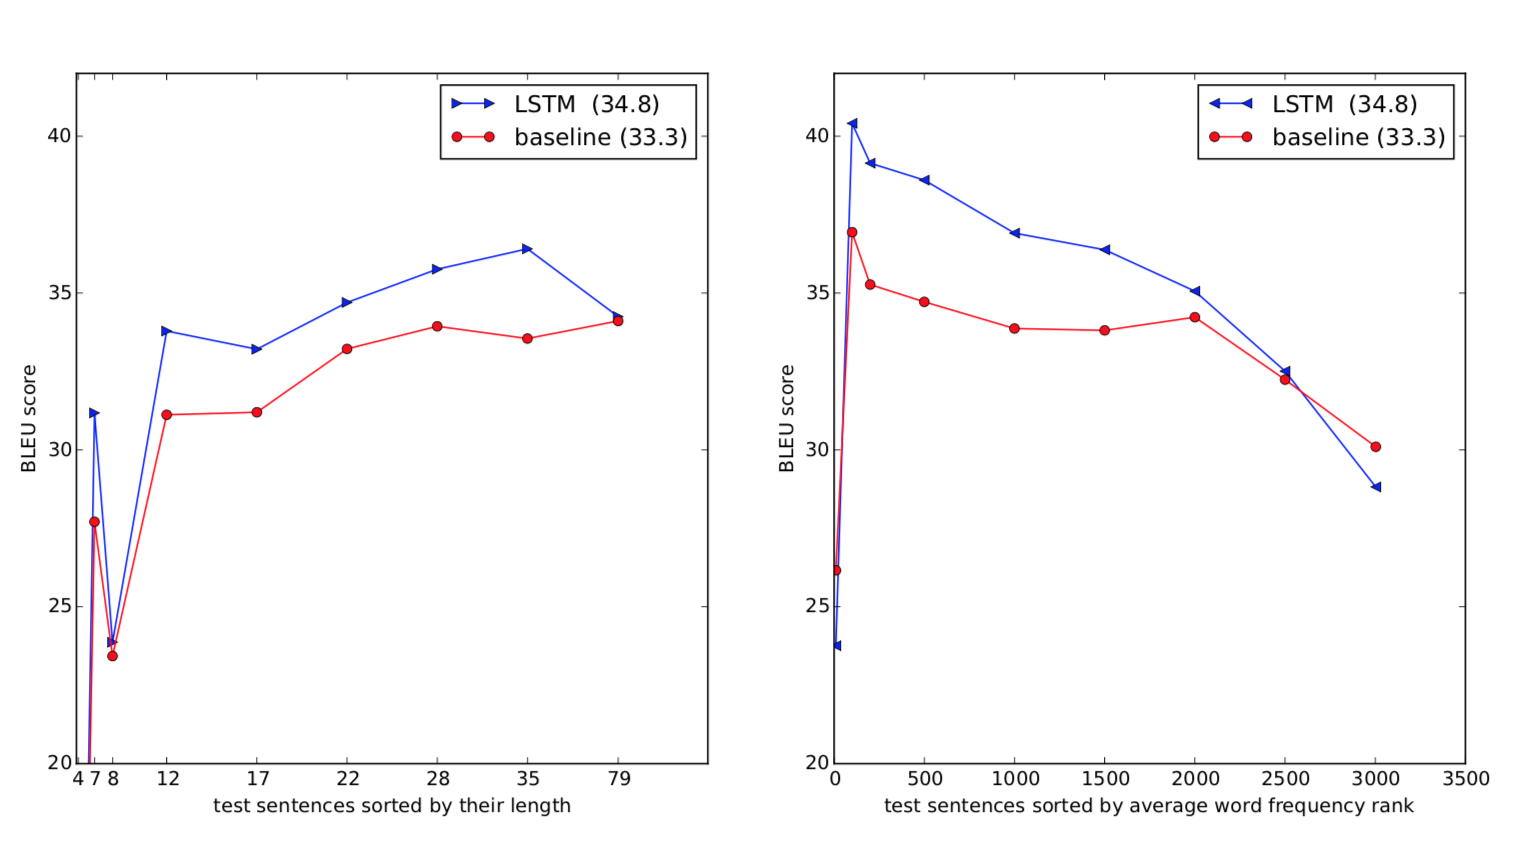 LSTM (34.8)
baseline (33.3)
40
35
30
25
20
BLEU score
4 7 8 12 17 22 28 35 79
test sentences sorted by their length
LSTM (34.8)
baseline (33.3)
40
35
30
25
20
BLEU score
0 500 1000 1500 2000 2500 3000 3500
test sentences sorted by average word frequency rank